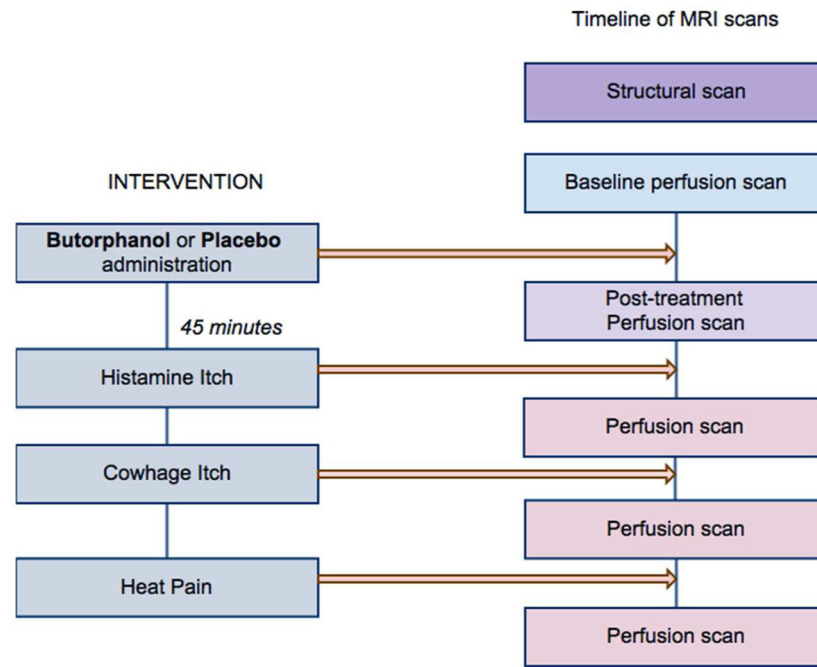 Timeline of MRI scans
Structural scan
INTERVENTION
Baseline perfusion scan
Butorphanol or Placebo
administration
45 minutes
Post-treatment
Perfusion scan
Histamine Itch
Perfusion scan
Cowhage Itch
Perfusion scan
Heat Pain
Perfusion scan